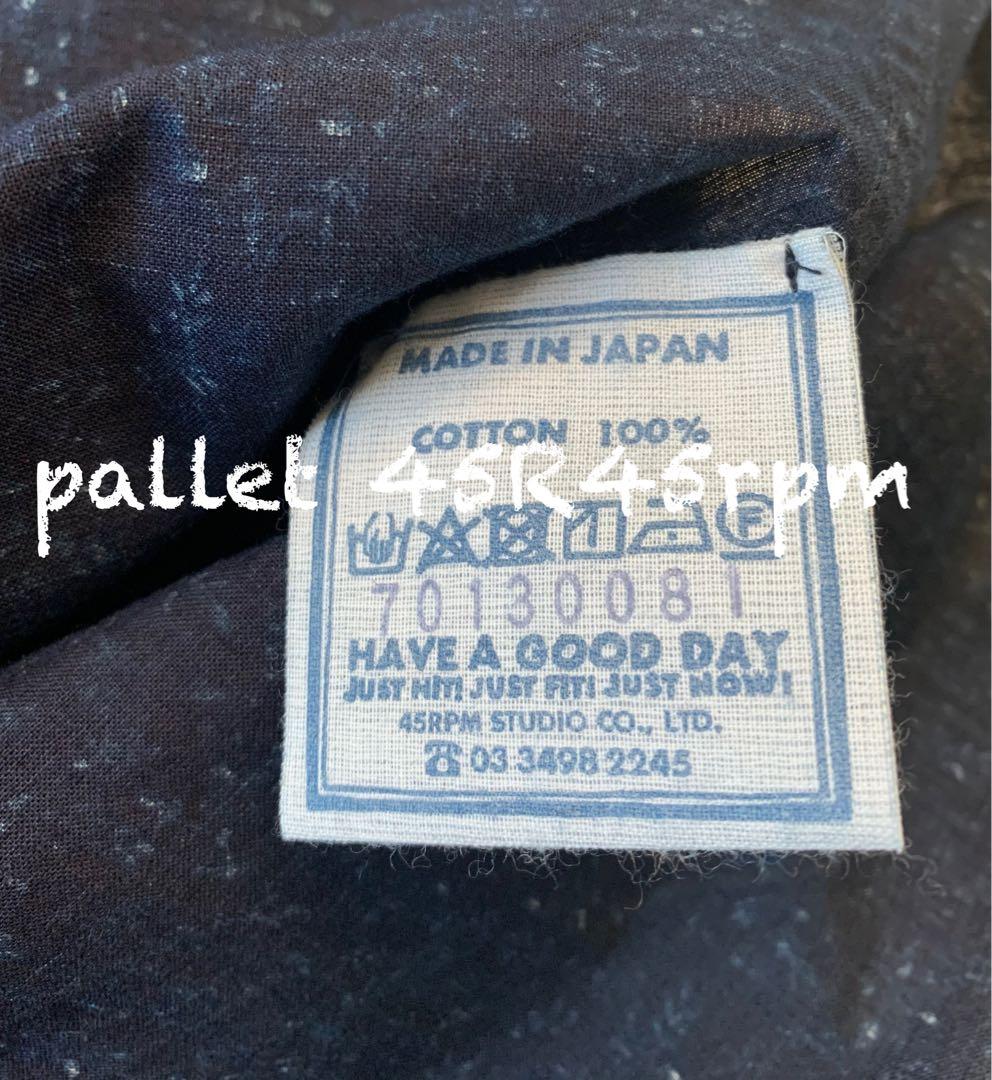 MADE IN JAPAN
COTTON 100%
pallet 45R45rpm
70130081
HAVE A GOOD DAY
JUST HIT! JUST FIT! JUST NOW!
45RPM STUDIO CO., LTD.
☎ 03 3498 2245